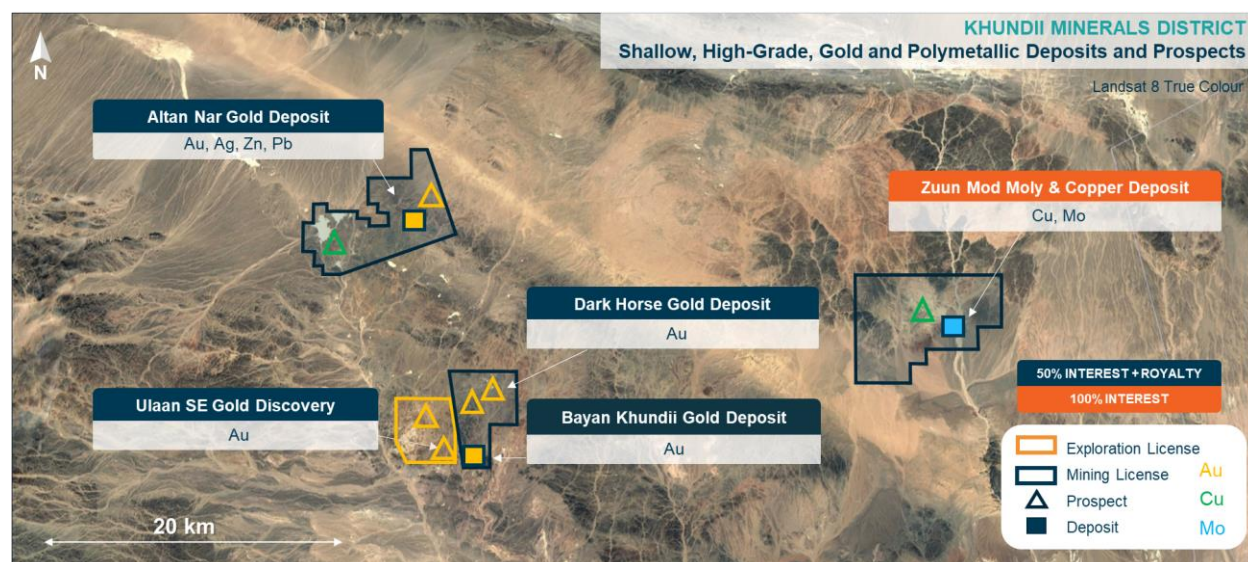 KHUNDII MINERALS DISTRICT
Shallow, High-Grade, Gold and Polymetallic Deposits and Prospects
Landsat 8 True Colour
N
Altan Nar Gold Deposit
Au, Ag, Zn, Pb
Zuun Mod Moly & Copper Deposit
Cu, Mo
Dark Horse Gold Deposit
Au
Ulaan SE Gold Discovery
Au
Bayan Khundii Gold Deposit
Au
50% INTEREST + ROYALTY
100% INTEREST
20 km
Exploration License
Mining License
Prospect
Deposit
Au
Cu
Mo